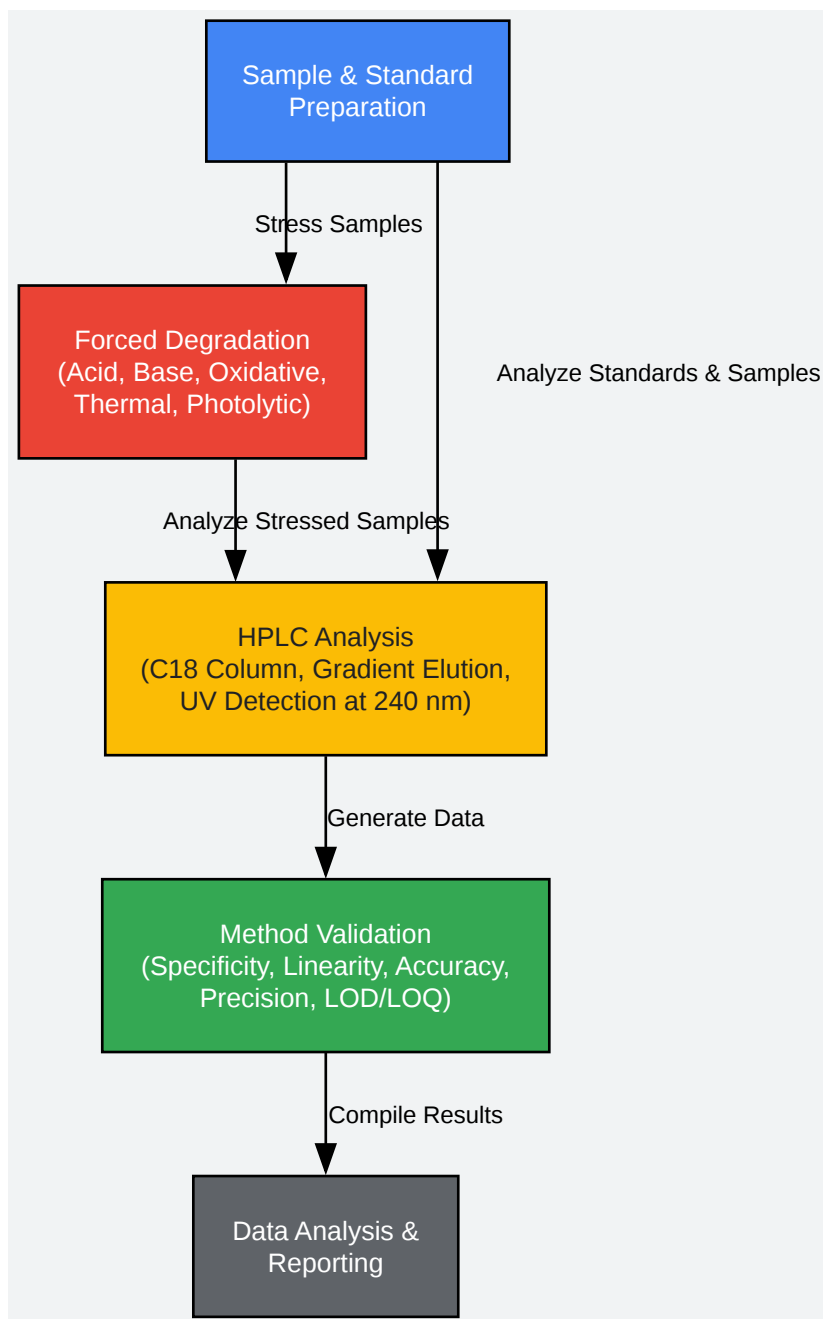 Sample & Standard
Preparation
Stress Samples
Forced Degradation
(Acid, Base, Oxidative,
Thermal, Photolytic)
Analyze Standards & Samples
Analyze Stressed Samples
HPLC Analysis
(C18 Column, Gradient Elution,
UV Detection at 240 nm)
Generate Data
Method Validation
(Specificity, Linearity, Accuracy,
Precision, LOD/LOQ)
Compile Results
Data Analysis &
Reporting